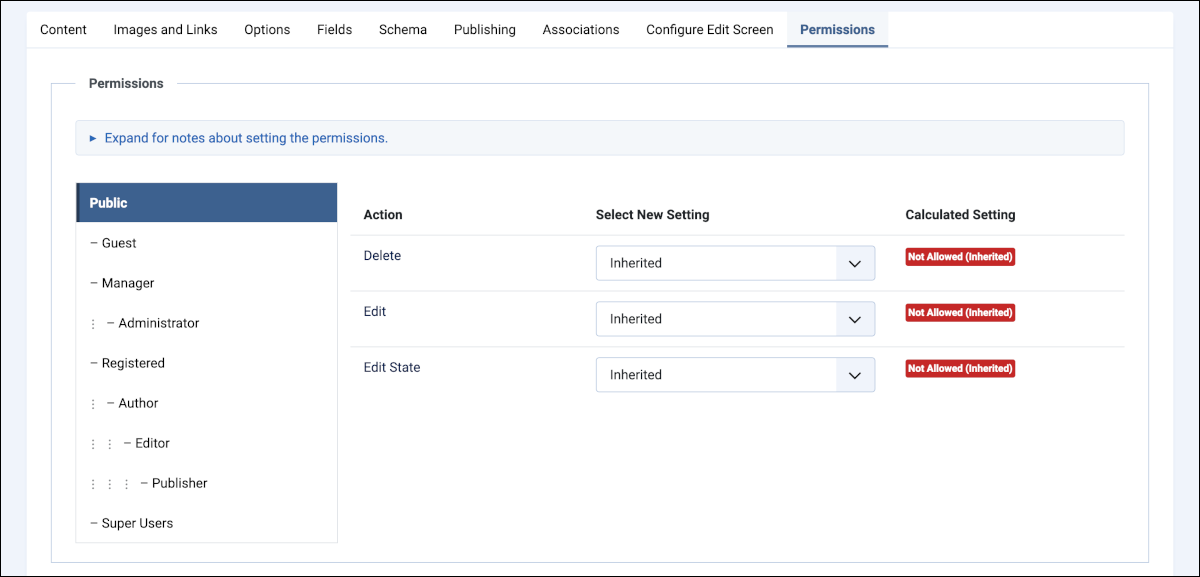 Content Images and Links Options Fields Schema Publishing Associations Configure Edit Screen Permissions
Permissions
► Expand for notes about setting the permissions.
Public
– Guest
– Manager
⋮ – Administrator
– Registered
⋮ – Author
⋮ ⋮ – Editor
⋮ ⋮ ⋮ – Publisher
– Super Users
Action Select New Setting Calculated Setting
Delete Inherited Not Allowed (Inherited)
Edit Inherited Not Allowed (Inherited)
Edit State Inherited Not Allowed (Inherited)